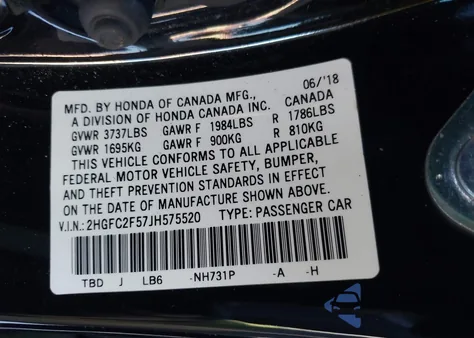 06/'18
MFD. BY HONDA OF CANADA MFG.,
A DIVISION OF HONDA CANADA INC. CANADA
GVWR 3737LBS GAWR F 1984LBS R 1786LBS
GVWR 1695KG GAWR F 900KG R 810KG
THIS VEHICLE CONFORMS TO ALL APPLICABLE
FEDERAL MOTOR VEHICLE SAFETY, BUMPER,
AND THEFT PREVENTION STANDARDS IN EFFECT
ON THE DATE OF MANUFACTURE SHOWN ABOVE.
V.I.N.: 2HGFC2F57JH575520 TYPE: PASSENGER CAR
TBD J LB6 -NH731P -A -H